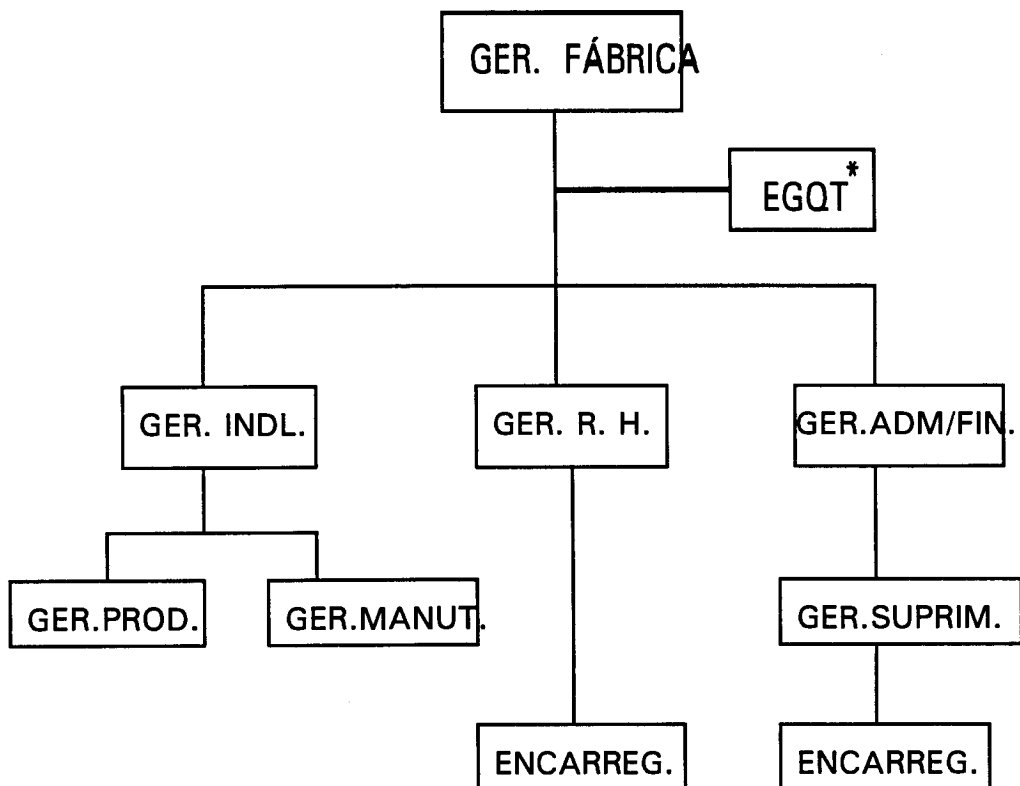 GER. FÁBRICA
EGQT*
GER. INDL.
GER. R. H.
GER.ADM/FIN.
GER.PROD.
GER.MANUT.
GER.SUPRIM.
ENCARREG.
ENCARREG.